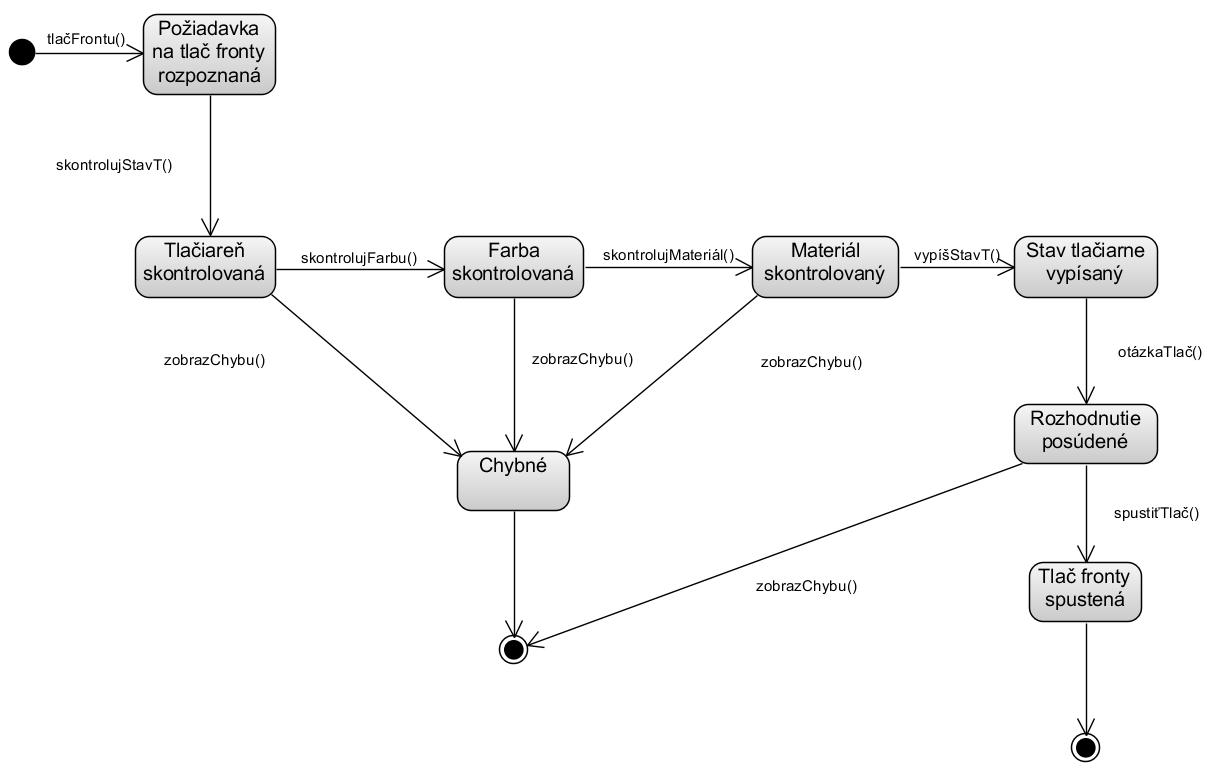 tlačFrontu()
Požiadavka
na tlač fronty
rozpoznaná
skontrolujStavT()
Tlačiareň
skontrolovaná
skontrolujFarbu()
Farba
skontrolovaná
skontrolujMateriál()
Materiál
skontrolovaný
vypíšStavT()
Stav tlačiarne
vypísaný
zobrazChybu()
zobrazChybu()
zobrazChybu()
otázkaTlač()
Rozhodnutie
posúdené
Chybné
spustiťTlač()
zobrazChybu()
Tlač fronty
spustená